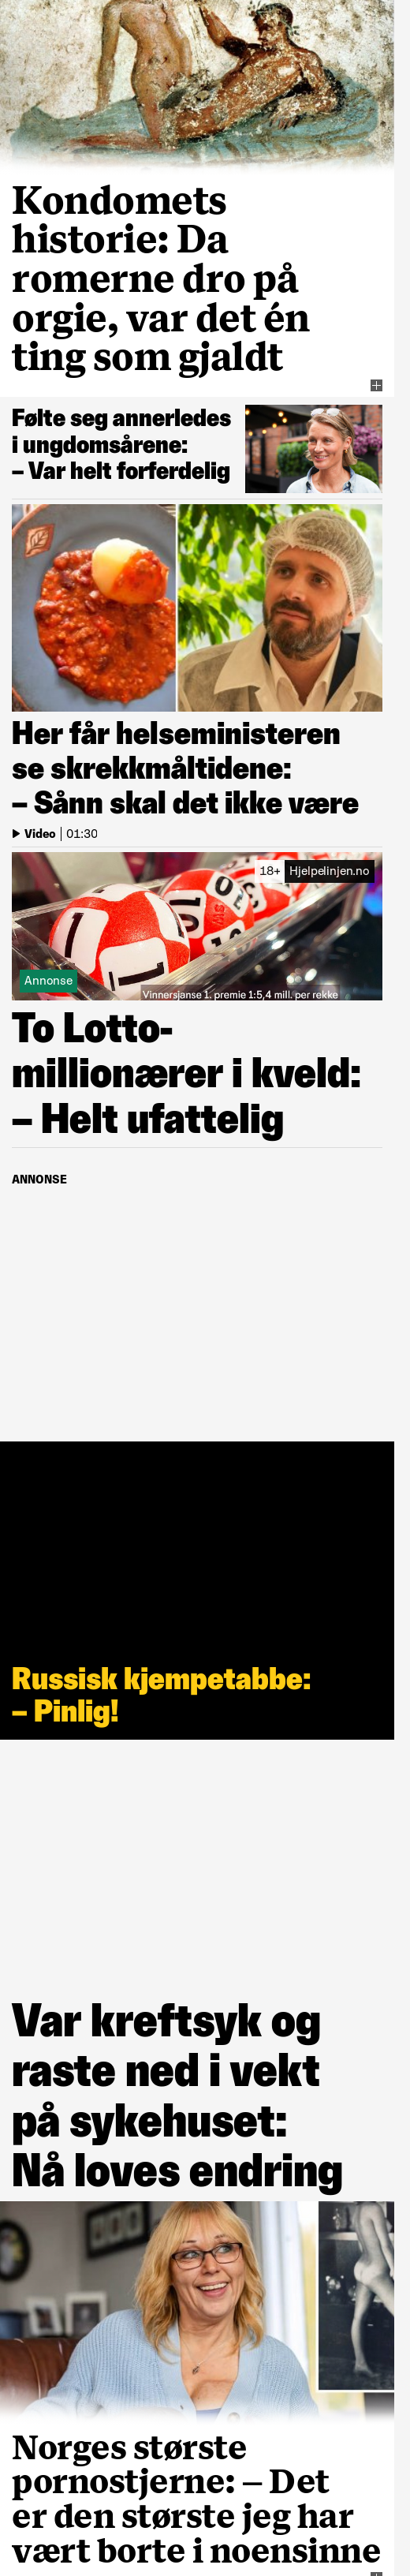 Kondomets
historie: Da
romerne dro på
orgie, var det én
ting som gjaldt
Følte seg annerledes
i ungdomsårene:
– Var helt forferdelig
Her får helseministeren
se skrekkmåltidene:
– Sånn skal det ikke være
Video | 01:30
18+ Hjelpelinjen.no
1
1
Annonse
Vinnersjanse 1. premie 1:5,4 mill. per rekke
To Lotto-
millionærer i kveld:
– Helt ufattelig
ANNONSE
Russisk kjempetabbe:
– Pinlig!
Var kreftsyk og
raste ned i vekt
på sykehuset:
Nå loves endring
Norges største
pornostjerne: – Det
er den største jeg har
vært borte i noensinne